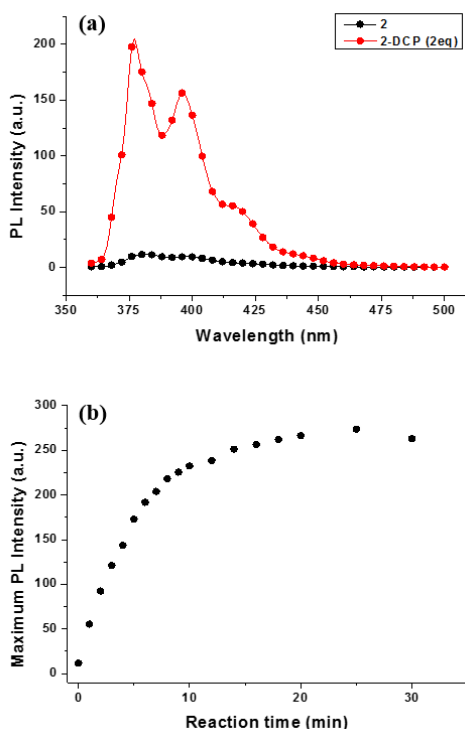 (a)
2
2-DCP (2eq)
PL Intensity (a.u.)
200
150
100
50
0
350 375 400 425 450 475 500
Wavelength (nm)
(b)
Maximum PL Intensity (a.u.)
300
250
200
150
100
50
0
0 10 20 30
Reaction time (min)